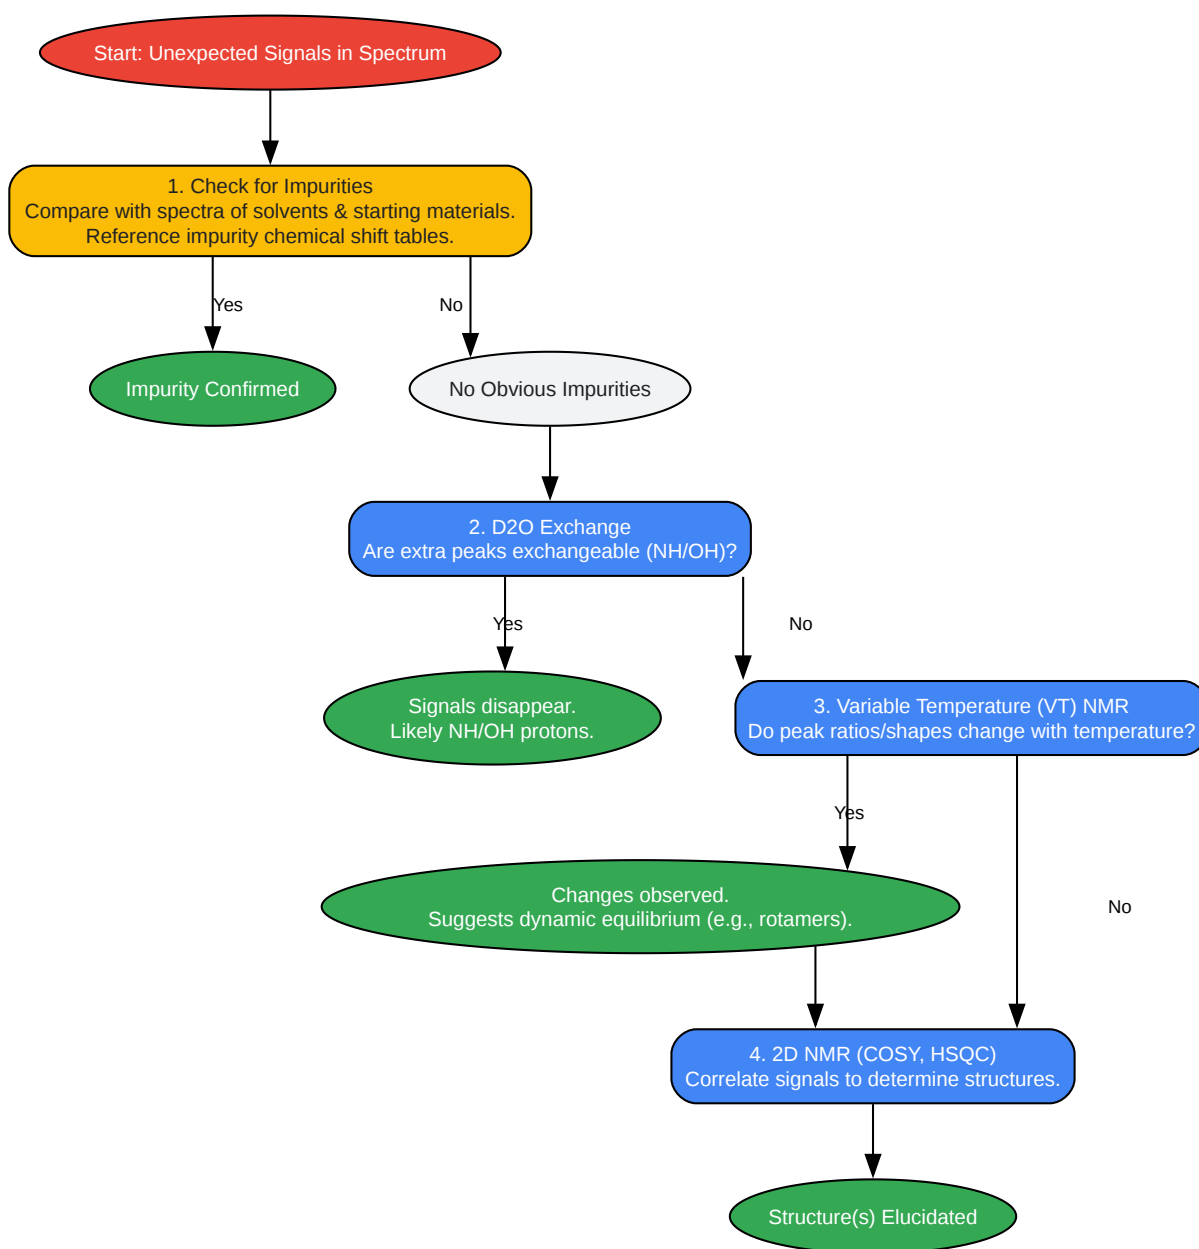 Start: Unexpected Signals in Spectrum
1. Check for Impurities
Compare with spectra of solvents & starting materials.
Reference impurity chemical shift tables.
Yes
No
Impurity Confirmed
No Obvious Impurities
2. D2O Exchange
Are extra peaks exchangeable (NH/OH)?
Yes
No
Signals disappear.
Likely NH/OH protons.
3. Variable Temperature (VT) NMR
Do peak ratios/shapes change with temperature?
Yes
Changes observed.
Suggests dynamic equilibrium (e.g., rotamers).
No
4. 2D NMR (COSY, HSQC)
Correlate signals to determine structures.
Structure(s) Elucidated